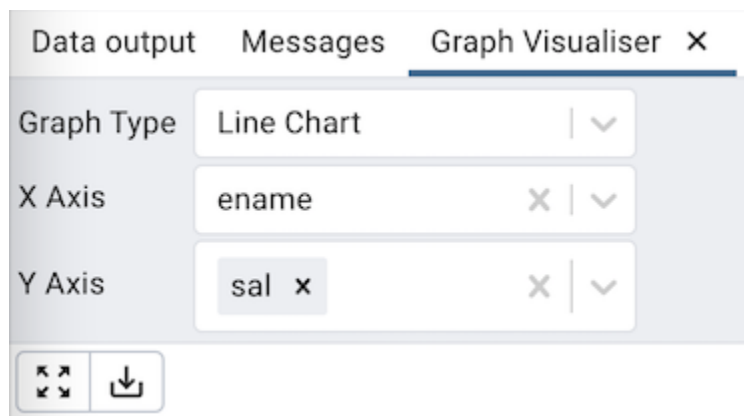 Data output Messages Graph Visualiser
Graph Type Line Chart
X Axis ename
Y Axis sal